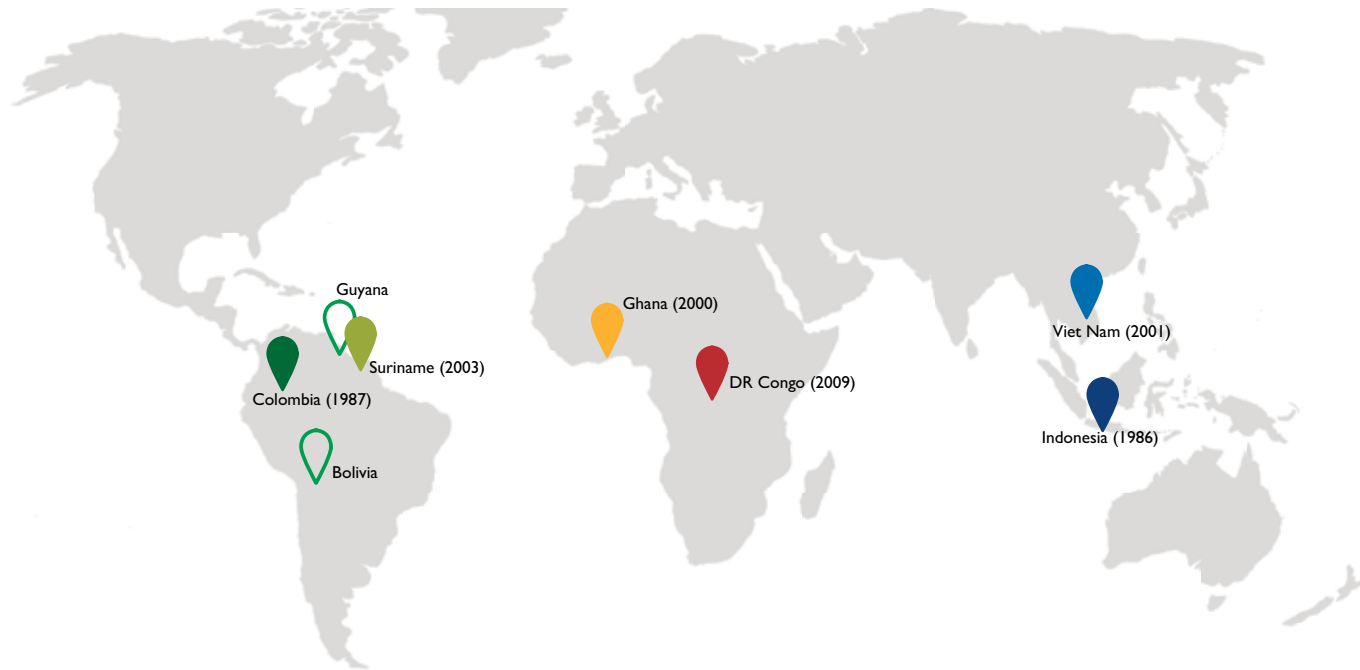 Guyana
Suriname (2003)
Colombia (1987)
Bolivia
Ghana (2000)
DR Congo (2009)
Viet Nam (2001)
Indonesia (1986)